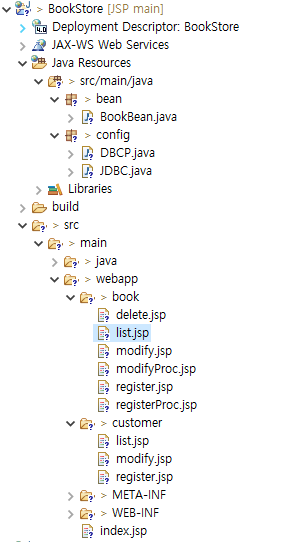 > BookStore [JSP main]
Deployment Descriptor: BookStore
> JAX-WS Web Services
> Java Resources
> src/main/java
> bean
> BookBean.java
> config
> DBCP.java
> JDBC.java
> Libraries
> build
> src
> main
> java
> webapp
> book
delete.jsp
list.jsp
modify.jsp
modifyProc.jsp
register.jsp
registerProc.jsp
> customer
list.jsp
modify.jsp
register.jsp
> META-INF
> WEB-INF
index.jsp